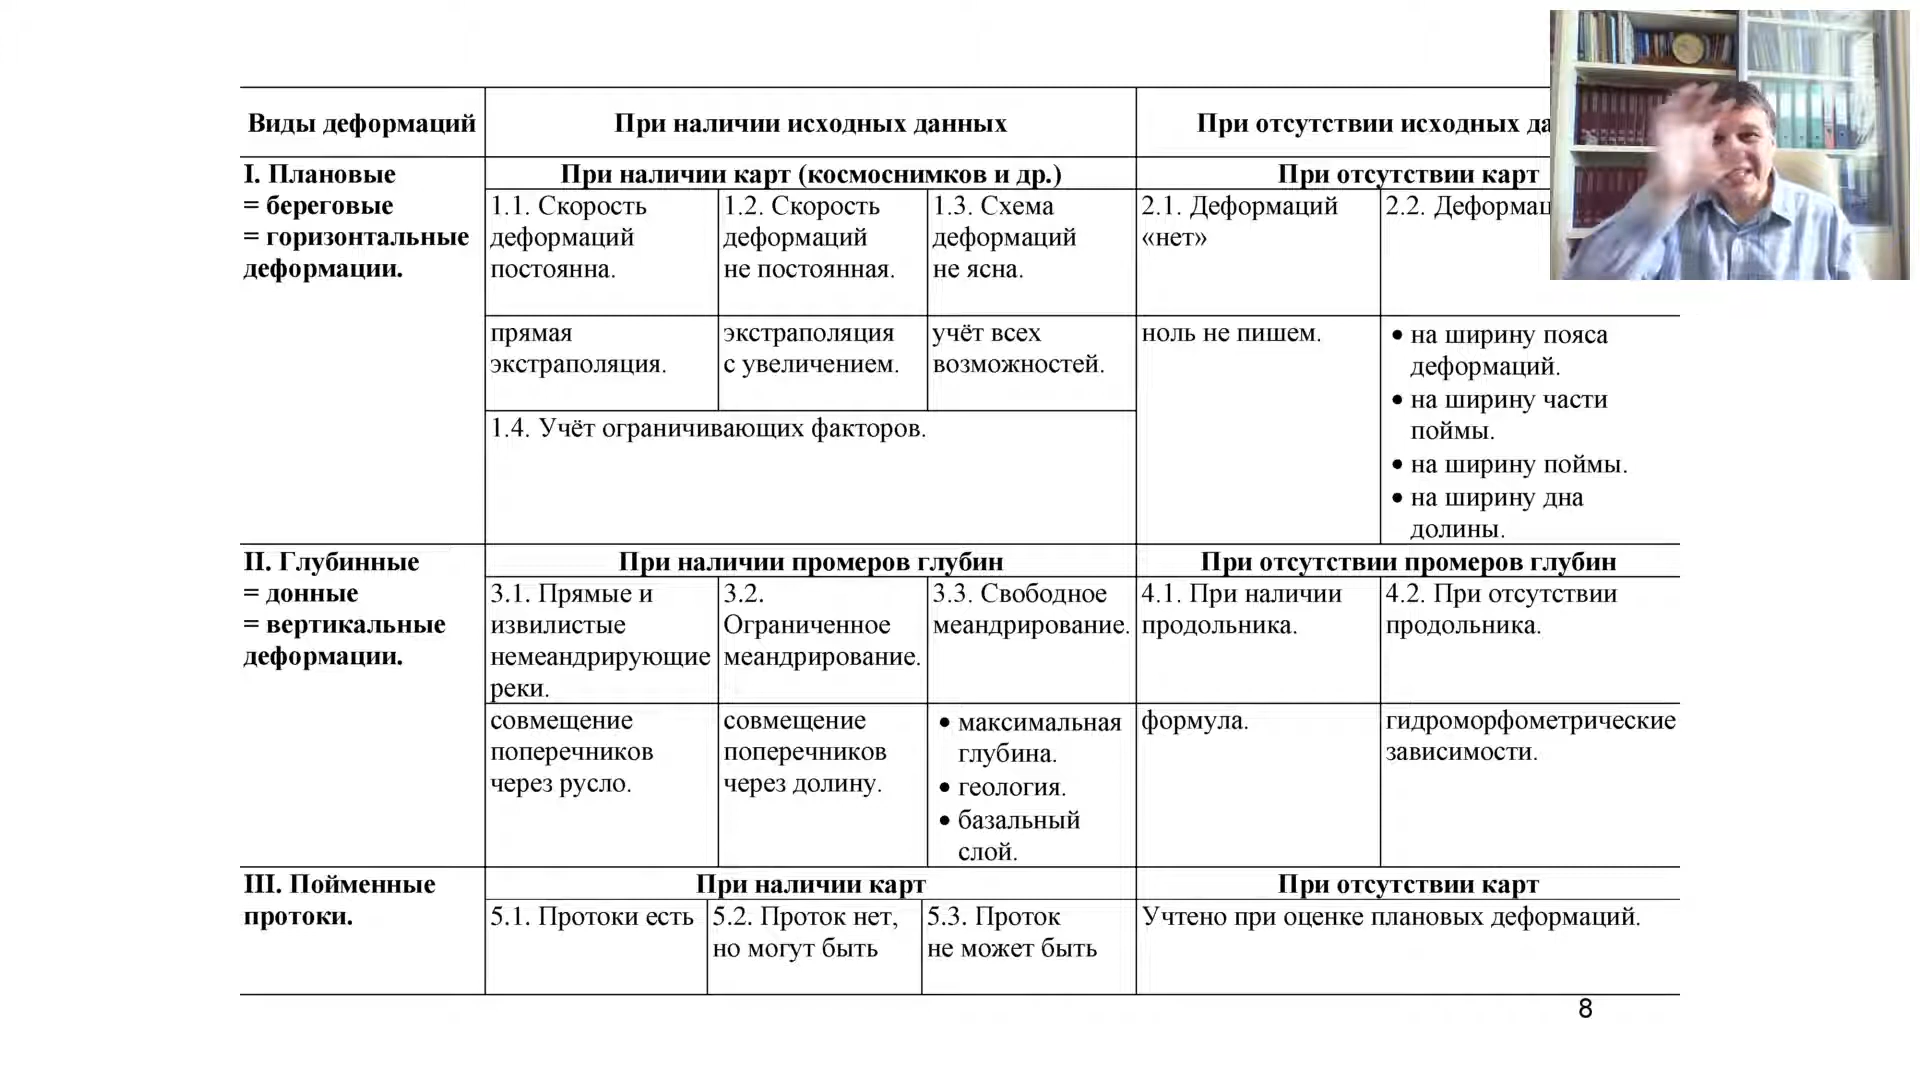 Виды деформаций
При наличии исходных данных
При отсутствии исходных
I. Плановые
= береговые
= горизонтальные
деформации.
При наличии карт (космоснимков и др.)
При отсутствии карт
1.1. Скорость
деформаций
постоянна.
1.2. Скорость
деформаций
не постоянная.
1.3. Схема
деформаций
не ясна.
2.1. Деформаций
«нет»
2.2.
прямая
экстраполяция.
экстраполяция
с увеличением.
учёт всех
возможностей.
ноль не пишем.
• на ширину пояса
деформаций.
• на ширину части
поймы.
• на ширину поймы.
• на ширину дна
долины.
1.4. Учёт ограничивающих факторов.
II. Глубинные
= донные
= вертикальные
деформации.
При наличии промеров глубин
При отсутствии промеров глубин
3.1. Прямые и
извилистые
немеандрирующие
реки.
3.2.
Ограниченное
меандрирование.
3.3. Свободное
меандрирование.
4.1. При наличии
продольника.
4.2. При отсутствии
продольника.
совмещение
поперечников
через русло.
совмещение
поперечников
через долину.
• максимальная
глубина.
• геология.
• базальный
слой.
формула.
гидроморфометрические
зависимости.
III. Пойменные
протоки.
При наличии карт
При отсутствии карт
5.1. Протоки есть
5.2. Проток нет,
но могут быть
5.3. Проток
не может быть
Учтено при оценке плановых деформаций.
8